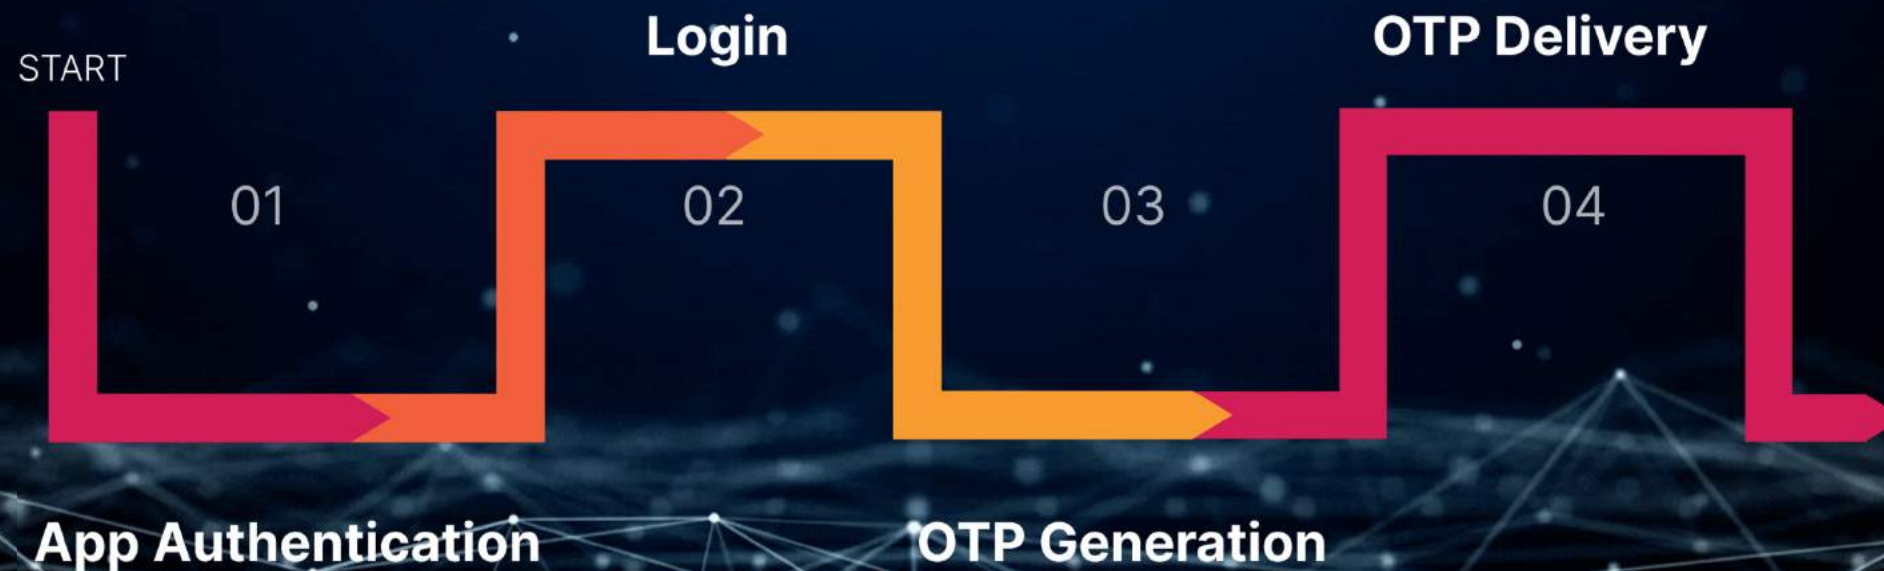 START
Login
OTP Delivery
01
02
03
04
App Authentication
OTP Generation